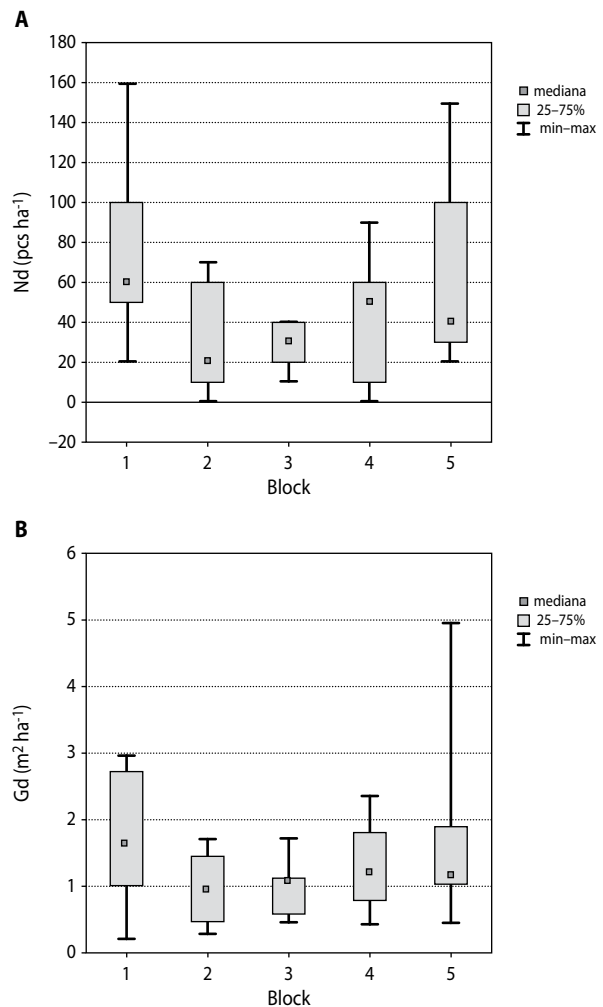 A
180
160
140
120
100
80
60
40
20
0
–20
Nd (pcs ha-1)
1 2 3 4 5
Block
mediana
25–75%
min–max
B
6
5
4
3
2
1
0
Gd (m2 ha-1)
1 2 3 4 5
Block
mediana
25–75%
min–max